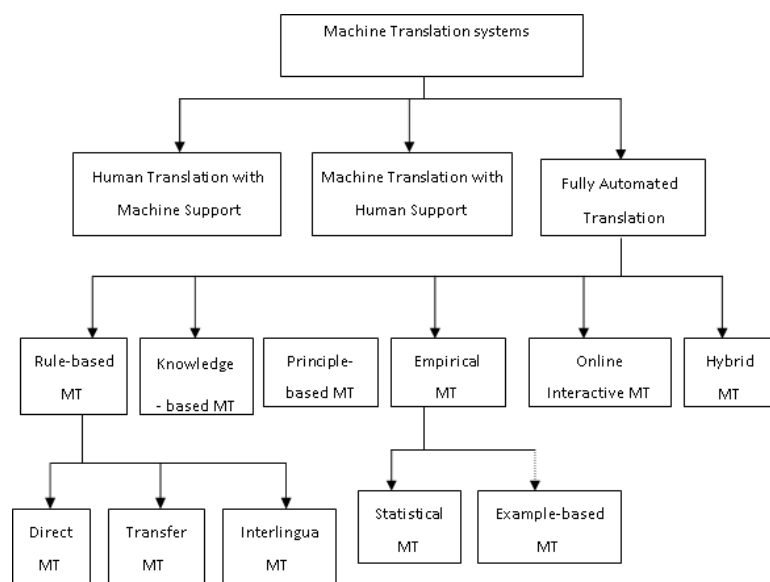 Machine Translation systems
Human Translation with
Machine Support
Machine Translation with
Human Support
Fully Automated
Translation
Rule-based
MT
Knowledge
- based MT
Principle-
based MT
Empirical
MT
Online
Interactive MT
Hybrid
MT
Direct
MT
Transfer
MT
Interlingua
MT
Statistical
MT
Example-based
MT